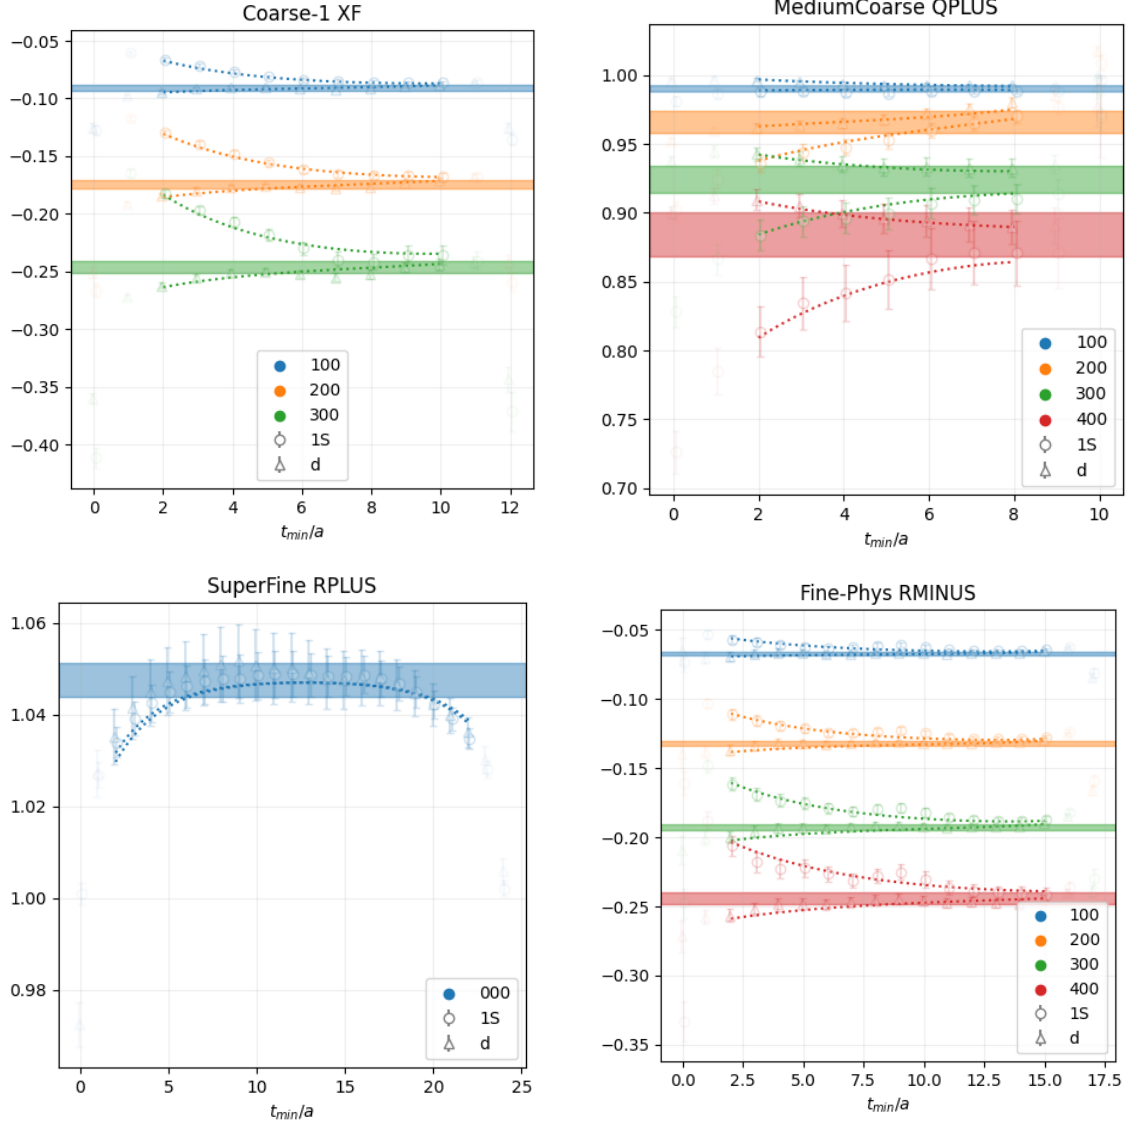 Coarse-1 XF
−0.05
−0.10
−0.15
−0.20
−0.25
−0.30
−0.35
−0.40
100
200
300
1S
d
0 2 4 6 8 10 12
t_min/a
MediumCoarse QPLUS
1.00
0.95
0.90
0.85
0.80
0.75
0.70
100
200
300
400
1S
d
0 2 4 6 8 10
t_min/a
SuperFine RPLUS
1.06
1.04
1.02
1.00
0.98
000
1S
d
0 5 10 15 20 25
t_min/a
Fine-Phys RMINUS
−0.05
−0.10
−0.15
−0.20
−0.25
−0.30
−0.35
100
200
300
400
1S
d
0.0 2.5 5.0 7.5 10.0 12.5 15.0 17.5
t_min/a